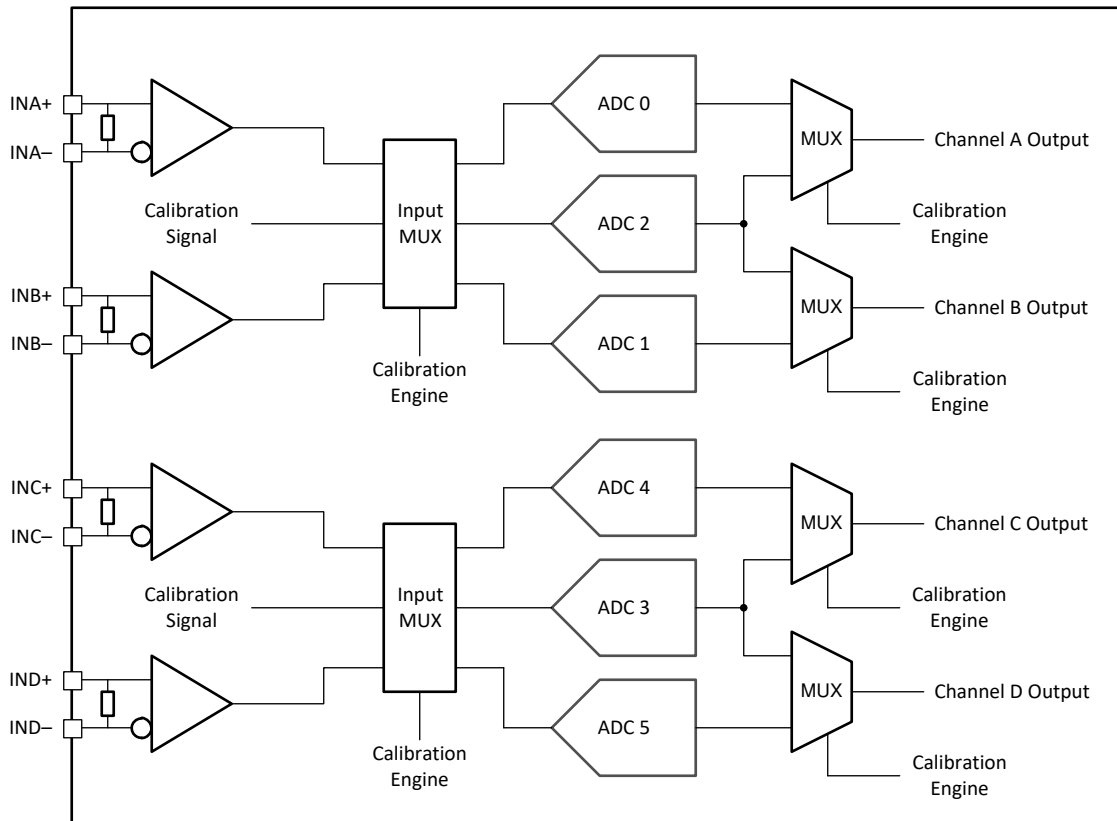 INA+
INA–
ADC 0
MUX
Channel A Output
Calibration
Signal
Input
MUX
ADC 2
Calibration
Engine
INB+
INB–
ADC 1
MUX
Channel B Output
Calibration
Engine
Calibration
Engine
INC+
INC–
ADC 4
MUX
Channel C Output
Calibration
Signal
Input
MUX
ADC 3
Calibration
Engine
IND+
IND–
ADC 5
MUX
Channel D Output
Calibration
Engine
Calibration
Engine